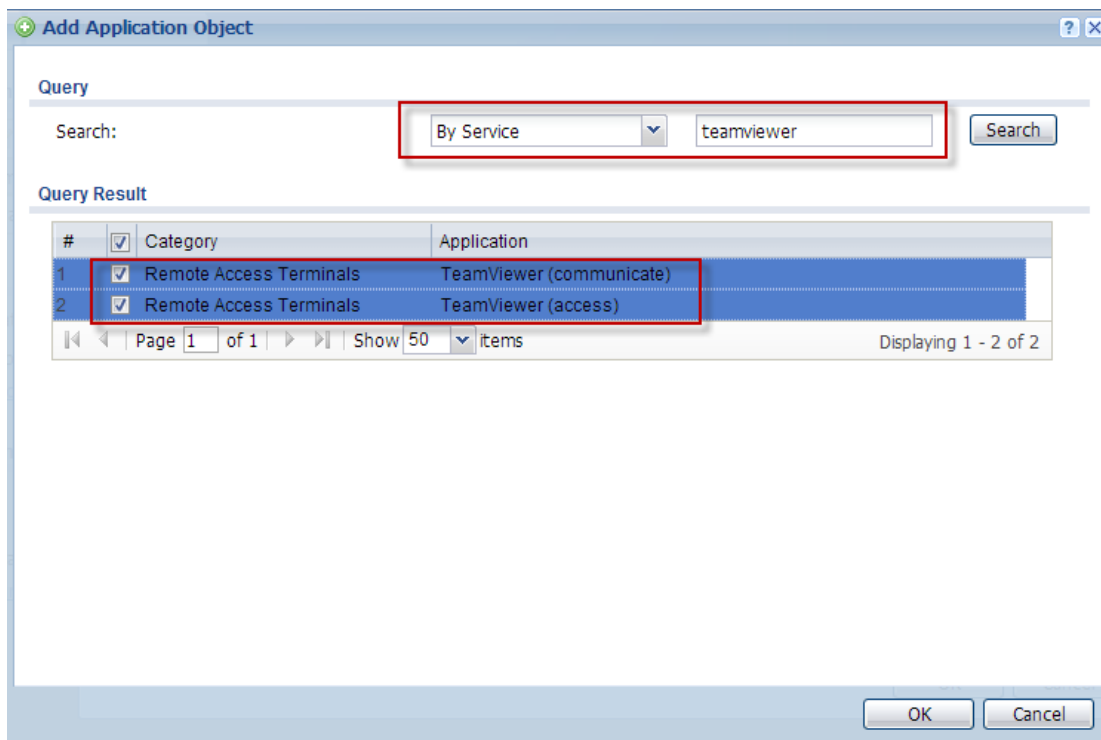 Add Application Object
Query
Search: By Service teamviewer Search
Query Result
# Category Application
1 Remote Access Terminals TeamViewer (communicate)
2 Remote Access Terminals TeamViewer (access)
Page 1 of 1 Show 50 items Displaying 1 - 2 of 2
OK Cancel